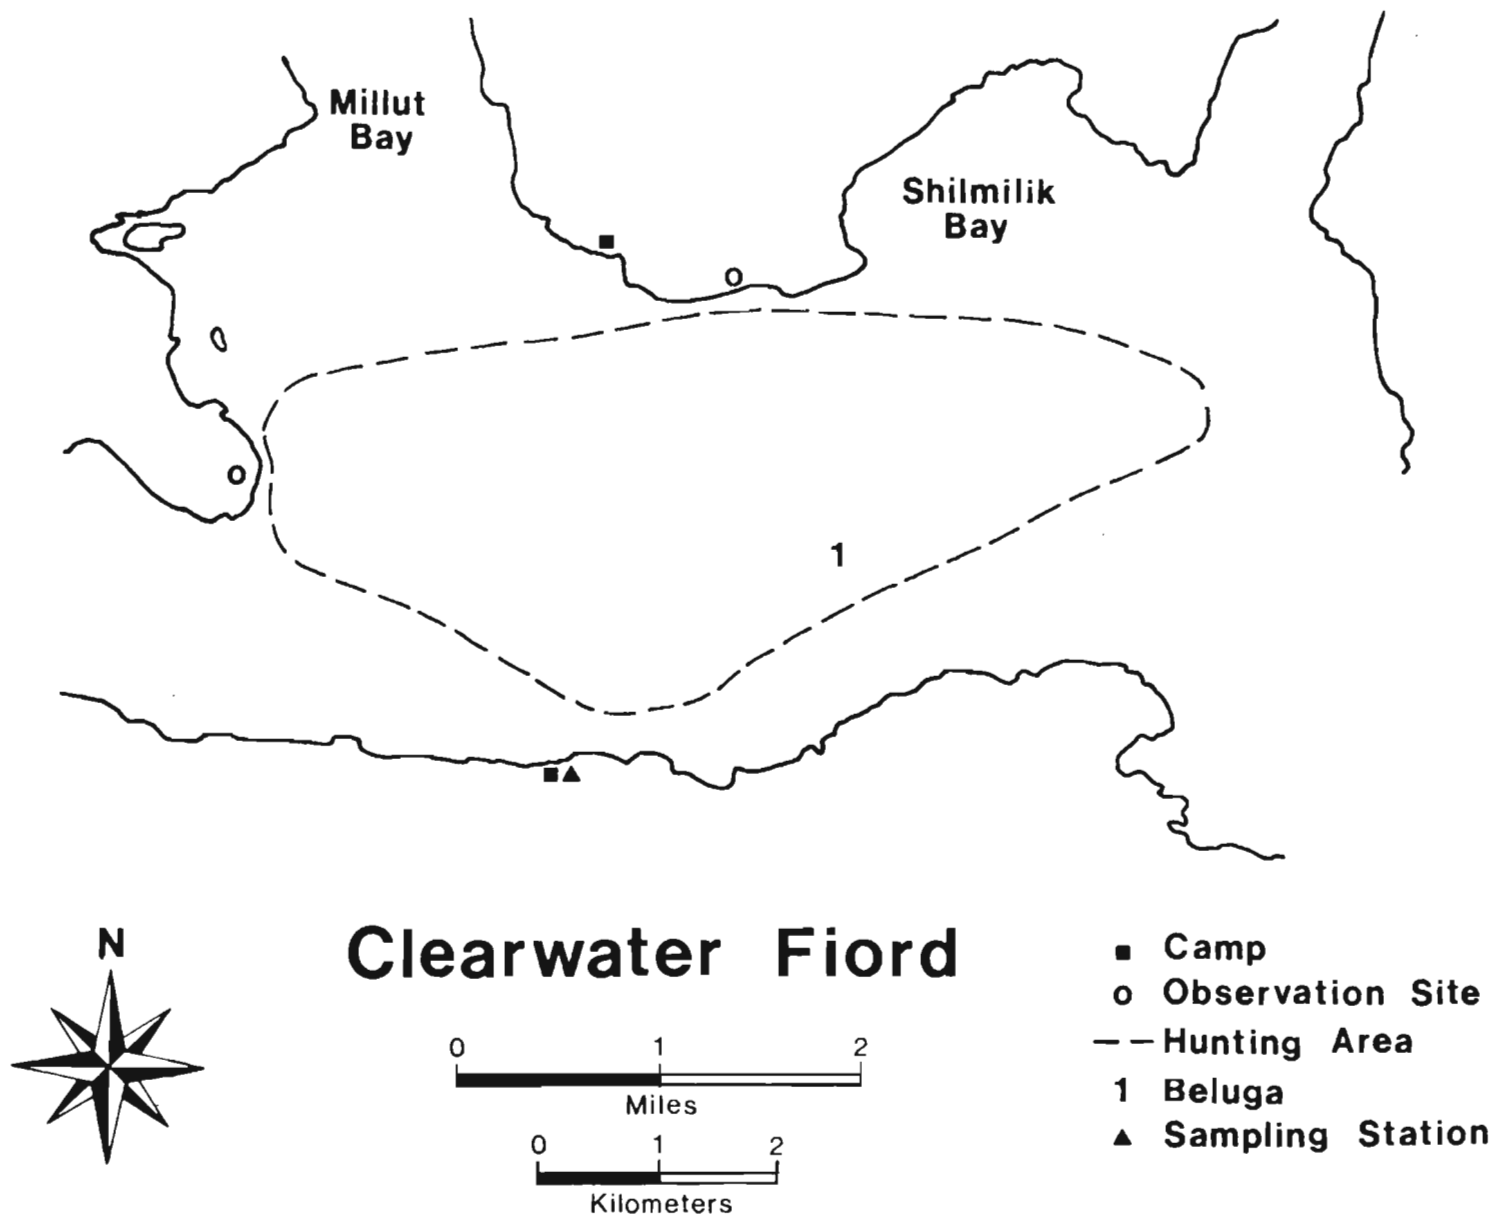 Millut
Bay
Shilmilik
Bay
1
N
Clearwater Fiord
0 1 2
Miles
0 1 2
Kilometers
Camp
Observation Site
Hunting Area
1 Beluga
Sampling Station